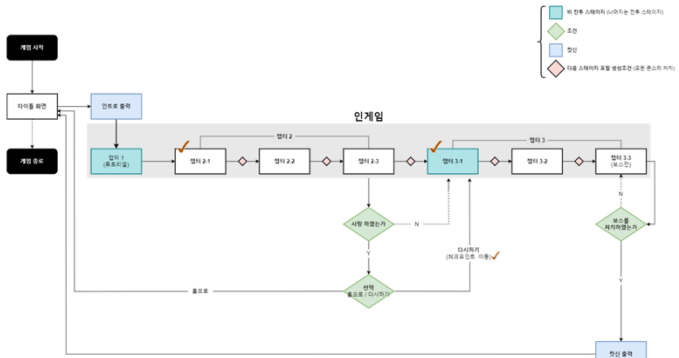 비 전투 스테이지 (나머지는 전투 스테이지)
조건
컷신
다음 스테이지 포탈 생성조건 (모든 몬스터 처치)
게임 시작
타이틀 화면
인트로 출력
게임 종료
인게임
챕터 2
챕터 3
챕터 1
(튜토리얼)
챕터 2-1
챕터 2-2
챕터 2-3
챕터 3.1
챕터 3-2
챕터 3.3
(보스전)
사망 하였는가
N
Y
선택
홈으로 / 다시하기
홈으로
다시하기
(체크포인트 이동)
N
보스를
처치하였는가
Y
컷신 출력